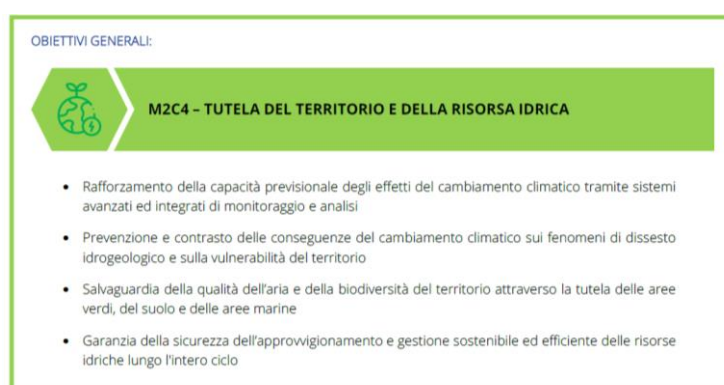 OBIETTIVI GENERALI:
M2C4 – TUTELA DEL TERRITORIO E DELLA RISORSA IDRICA
• Rafforzamento della capacità previsionale degli effetti del cambiamento climatico tramite sistemi
avanzati ed integrati di monitoraggio e analisi
• Prevenzione e contrasto delle conseguenze del cambiamento climatico sui fenomeni di dissesto
idrogeologico e sulla vulnerabilità del territorio
• Salvaguardia della qualità dell'aria e della biodiversità del territorio attraverso la tutela delle aree
verdi, del suolo e delle aree marine
• Garanzia della sicurezza dell'approvvigionamento e gestione sostenibile ed efficiente delle risorse
idriche lungo l'intero ciclo